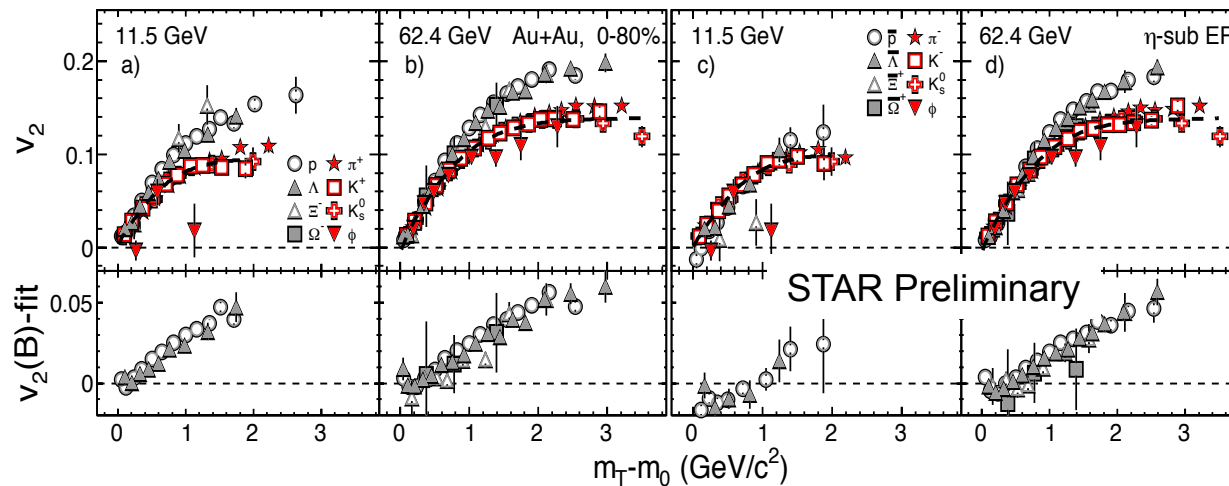 11.5 GeV
a)
62.4 GeV Au+Au, 0-80%
b)
11.5 GeV
c)
62.4 GeV η-sub EP
d)
v₂
0.2
0.1
0
p π⁺
Λ K⁺
Ξ⁻ K⁰ₛ
Ω⁻ φ
p̅ π⁻
Λ̅ K⁻
Ξ̅⁺ K⁰ₛ
Ω̅⁺ φ
STAR Preliminary
v₂(B)-fit
0.05
0
0 1 2 3 0 1 2 3 0 1 2 3 0 1 2 3
m_T-m₀ (GeV/c²)